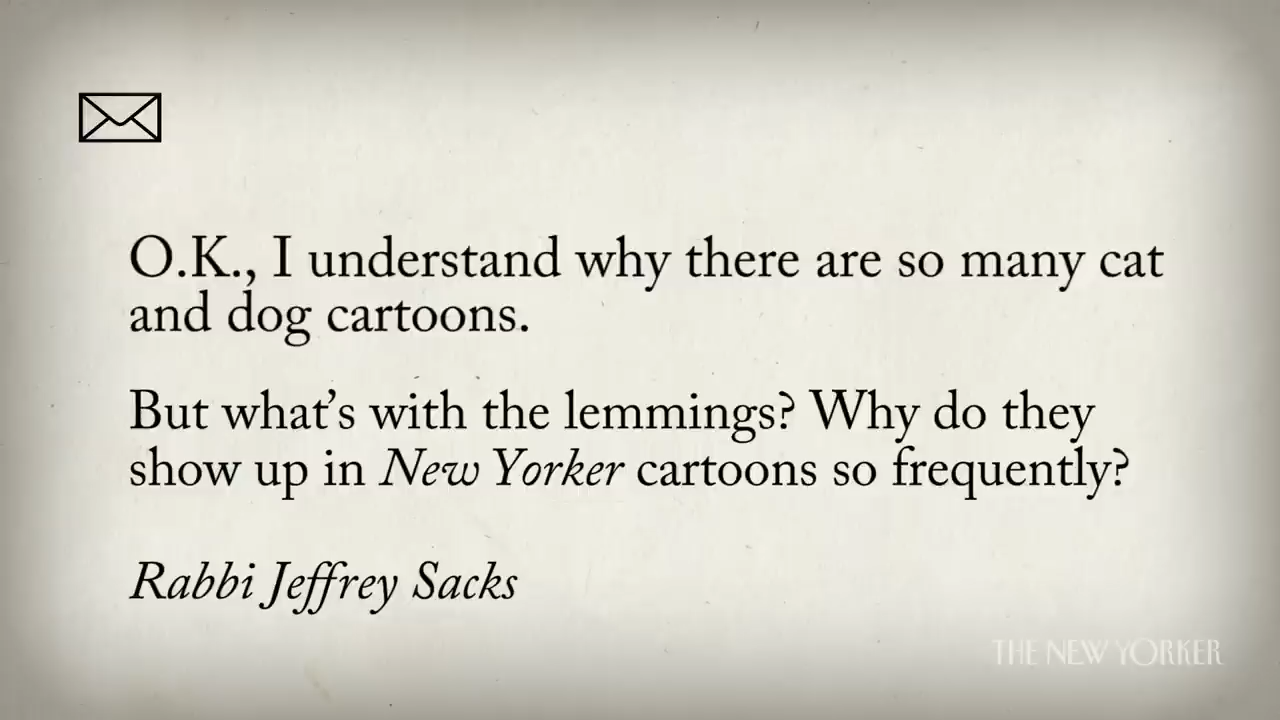 O.K., I understand why there are so many cat
and dog cartoons.
But what's with the lemmings? Why do they
show up in New Yorker cartoons so frequently?
Rabbi Jeffrey Sacks
THE NEW YORKER